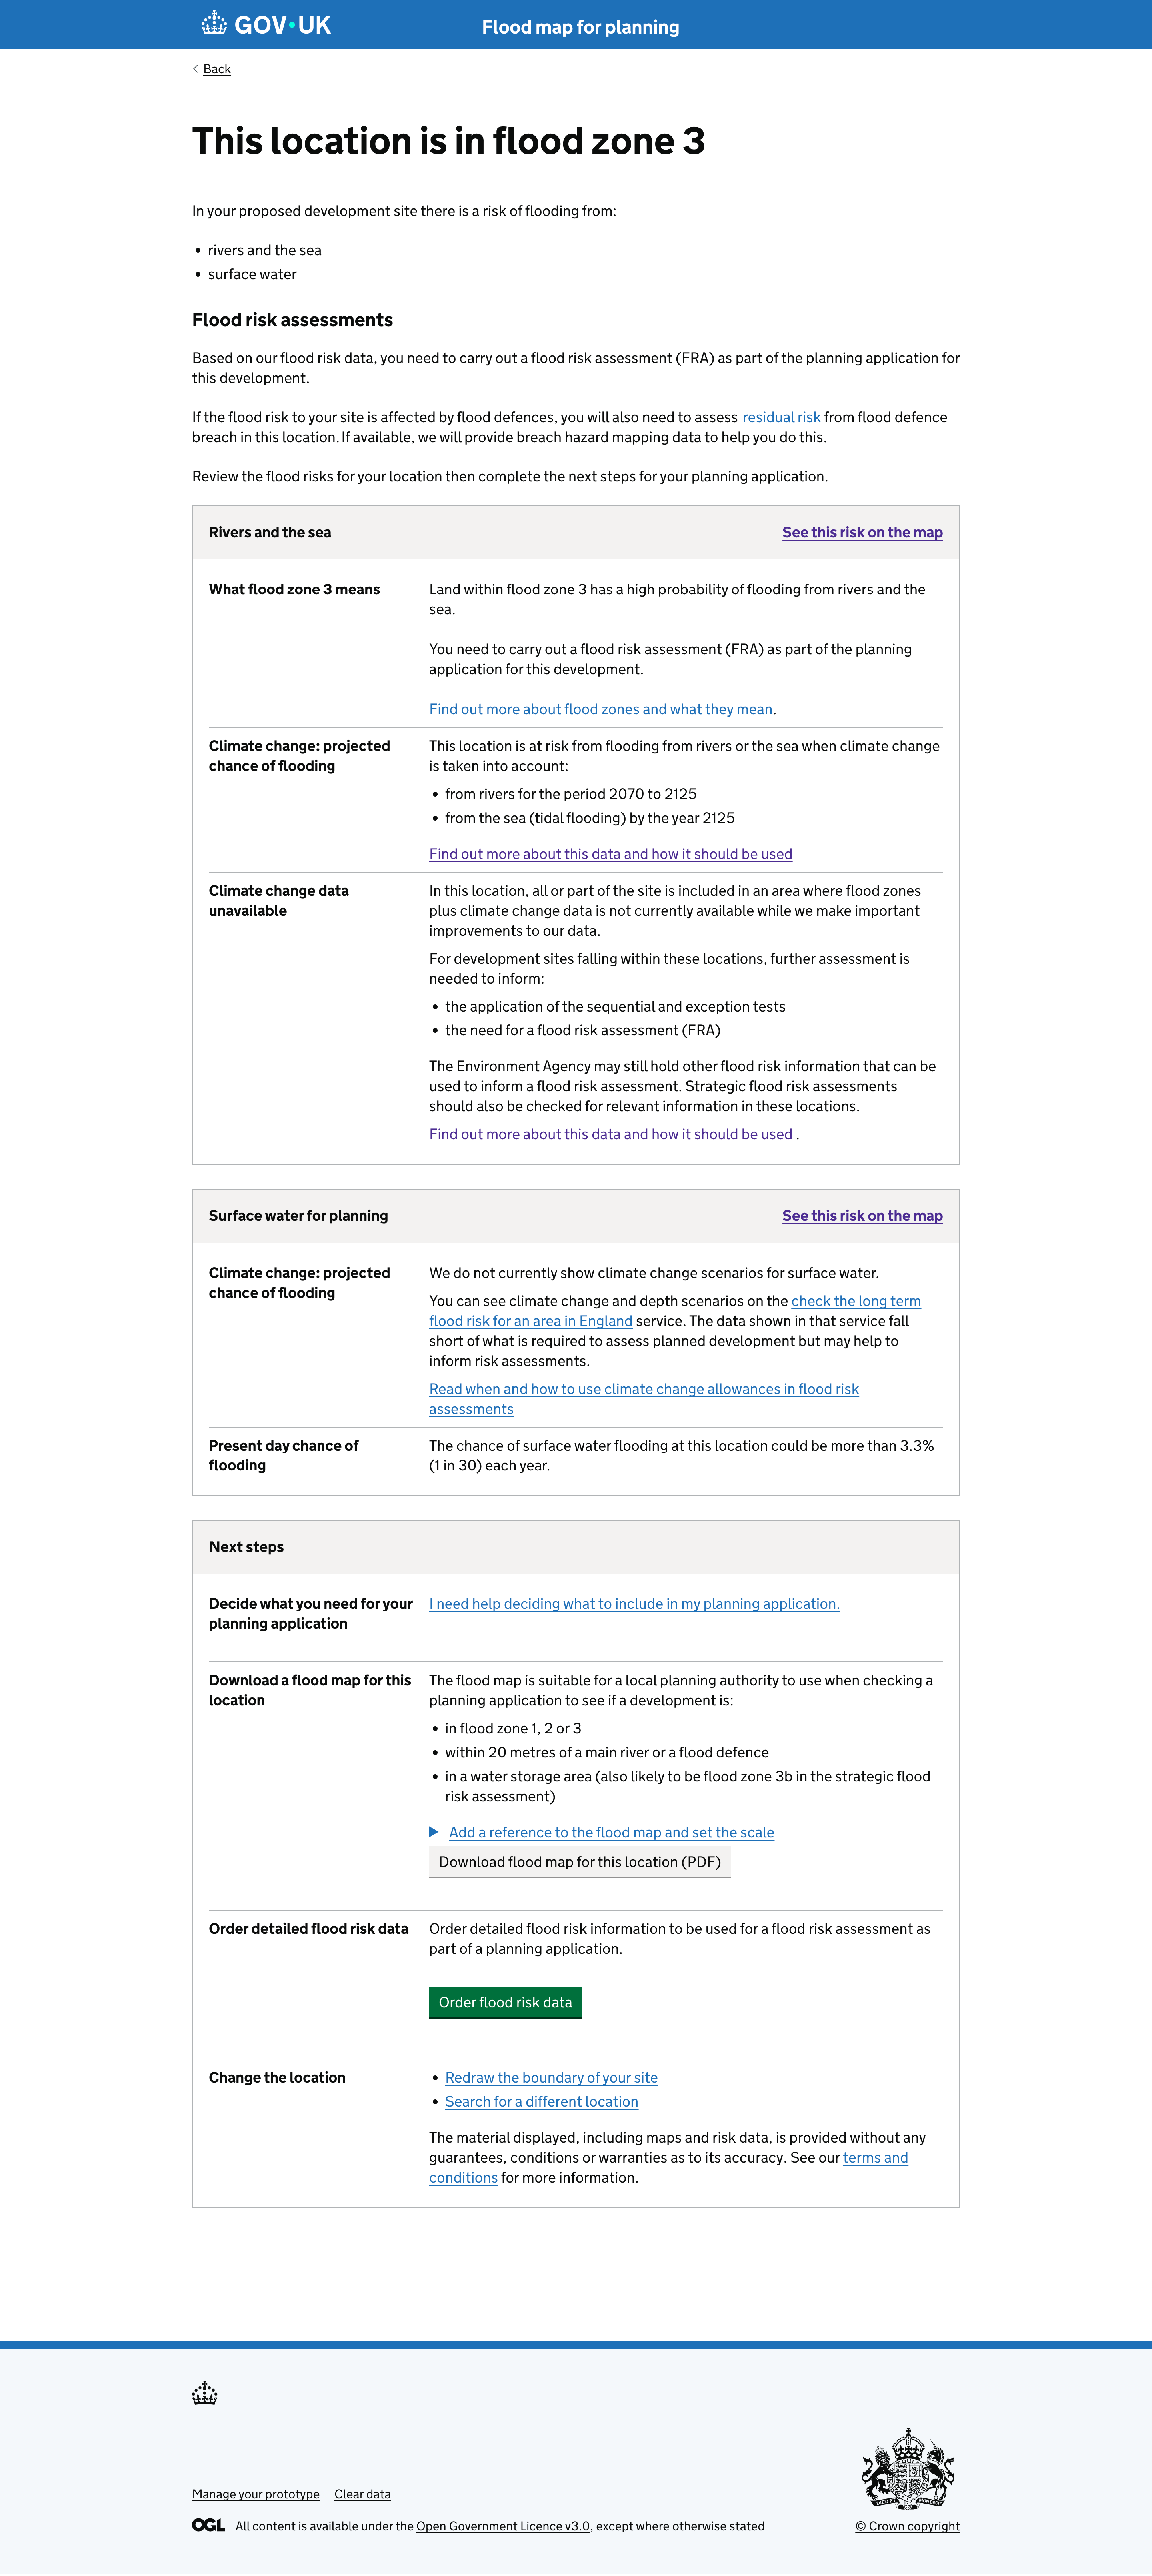 GOV·UK
Flood map for planning
Back
This location is in flood zone 3
In your proposed development site there is a risk of flooding from:
• rivers and the sea
• surface water
Flood risk assessments
Based on our flood risk data, you need to carry out a flood risk assessment (FRA) as part of the planning application for
this development.
If the flood risk to your site is affected by flood defences, you will also need to assess residual risk from flood defence
breach in this location. If available, we will provide breach hazard mapping data to help you do this.
Review the flood risks for your location then complete the next steps for your planning application.
Rivers and the sea
See this risk on the map
What flood zone 3 means
Land within flood zone 3 has a high probability of flooding from rivers and the
sea.
You need to carry out a flood risk assessment (FRA) as part of the planning
application for this development.
Find out more about flood zones and what they mean.
Climate change: projected
chance of flooding
This location is at risk from flooding from rivers or the sea when climate change
is taken into account:
• from rivers for the period 2070 to 2125
• from the sea (tidal flooding) by the year 2125
Find out more about this data and how it should be used
Climate change data
unavailable
In this location, all or part of the site is included in an area where flood zones
plus climate change data is not currently available while we make important
improvements to our data.
For development sites falling within these locations, further assessment is
needed to inform:
• the application of the sequential and exception tests
• the need for a flood risk assessment (FRA)
The Environment Agency may still hold other flood risk information that can be
used to inform a flood risk assessment. Strategic flood risk assessments
should also be checked for relevant information in these locations.
Find out more about this data and how it should be used .
Surface water for planning
See this risk on the map
Climate change: projected
chance of flooding
We do not currently show climate change scenarios for surface water.
You can see climate change and depth scenarios on the check the long term
flood risk for an area in England service. The data shown in that service fall
short of what is required to assess planned development but may help to
inform risk assessments.
Read when and how to use climate change allowances in flood risk
assessments
Present day chance of
flooding
The chance of surface water flooding at this location could be more than 3.3%
(1 in 30) each year.
Next steps
Decide what you need for your
planning application
I need help deciding what to include in my planning application.
Download a flood map for this
location
The flood map is suitable for a local planning authority to use when checking a
planning application to see if a development is:
• in flood zone 1, 2 or 3
• within 20 metres of a main river or a flood defence
• in a water storage area (also likely to be flood zone 3b in the strategic flood
risk assessment)
Add a reference to the flood map and set the scale
Download flood map for this location (PDF)
Order detailed flood risk data
Order detailed flood risk information to be used for a flood risk assessment as
part of a planning application.
Order flood risk data
Change the location
• Redraw the boundary of your site
• Search for a different location
The material displayed, including maps and risk data, is provided without any
guarantees, conditions or warranties as to its accuracy. See our terms and
conditions for more information.
Manage your prototype
Clear data
OGL
All content is available under the Open Government Licence v3.0, except where otherwise stated
© Crown copyright